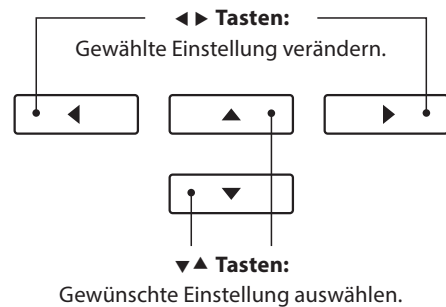 ◀ ▶ Tasten:
Gewählte Einstellung verändern.
▼▲ Tasten:
Gewünschte Einstellung auswählen.